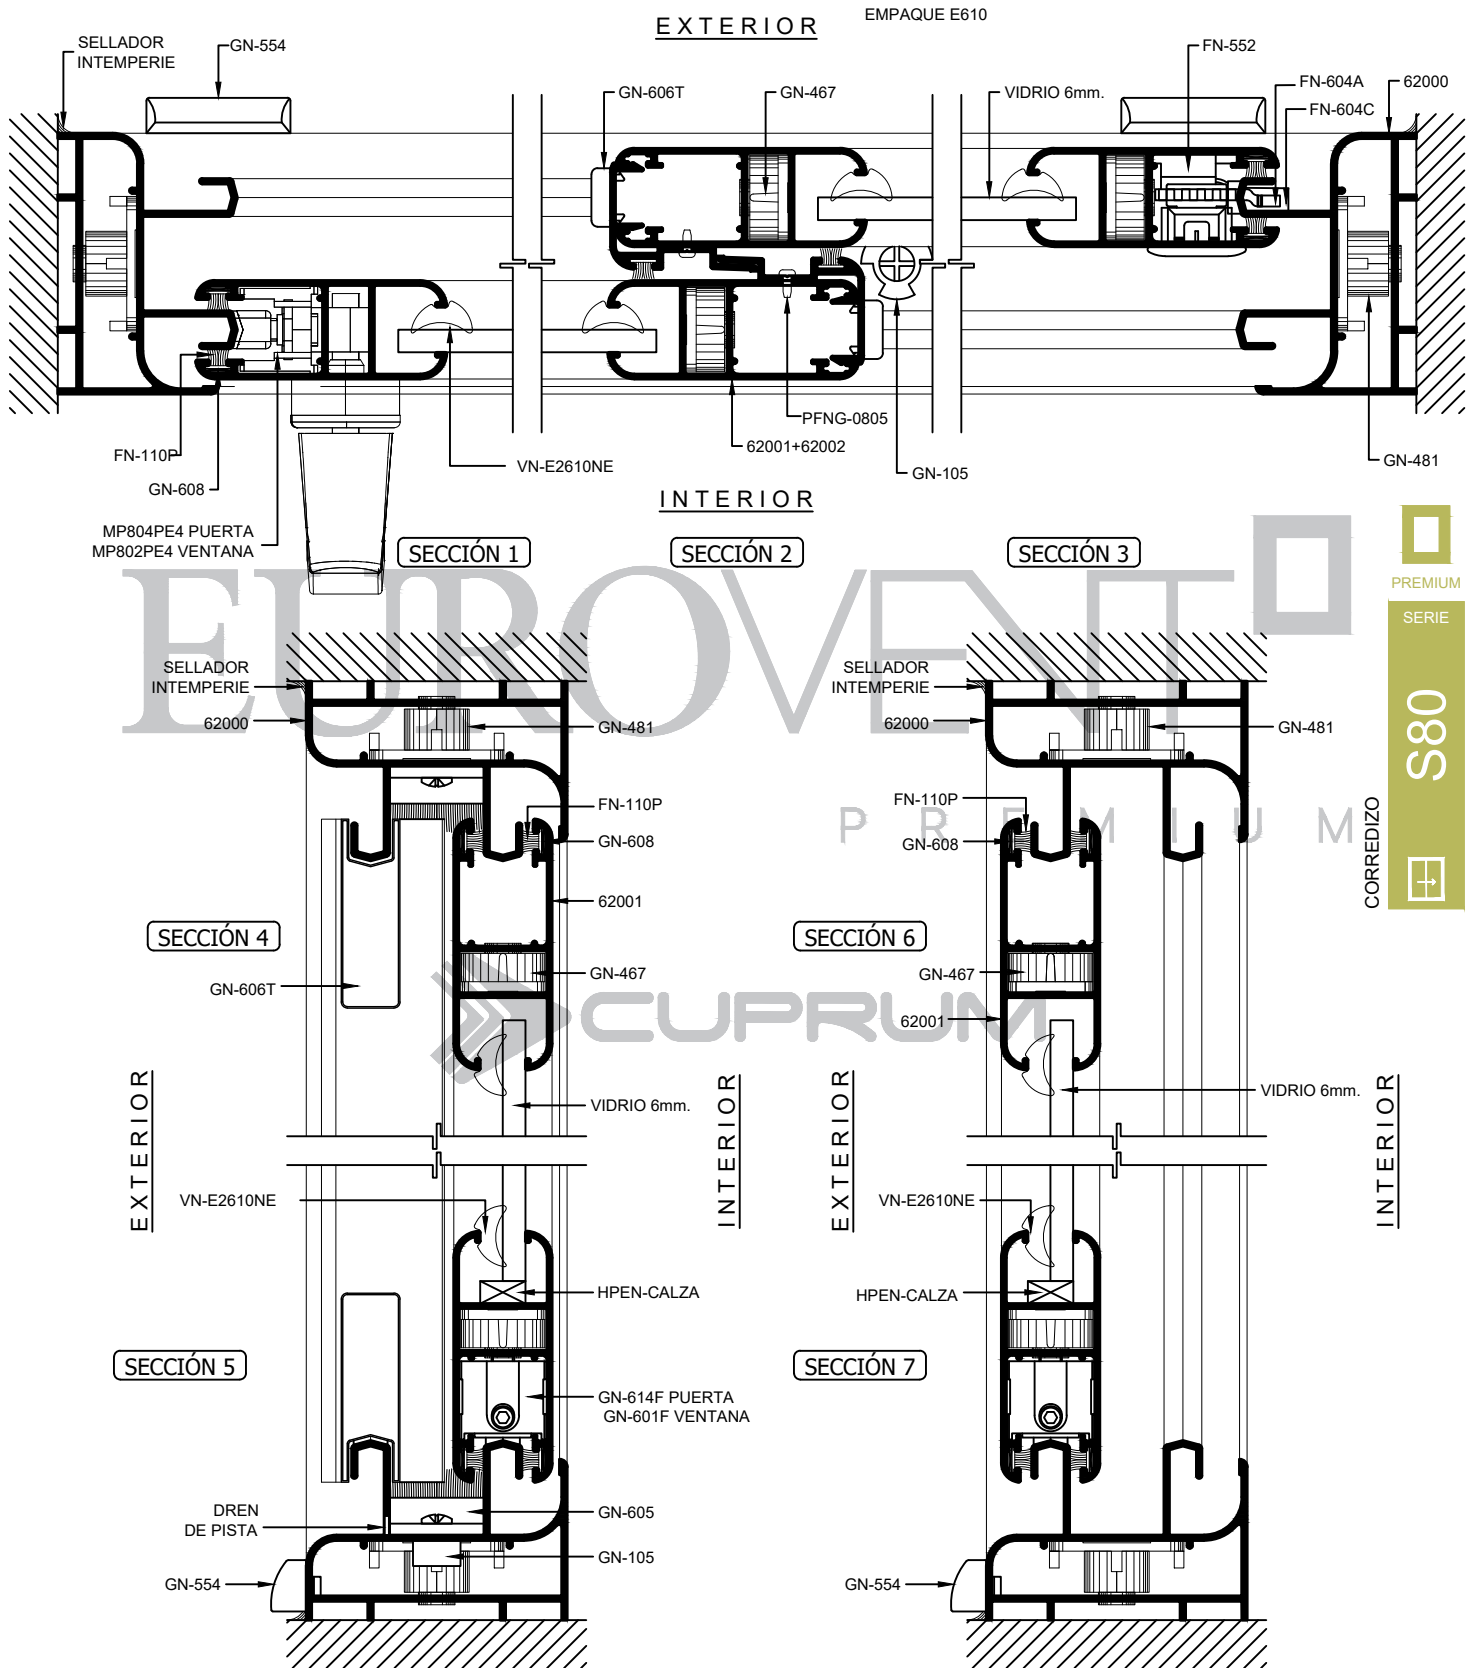 EMPAQUE E610
EXTERIOR
SELLADOR
INTEMPERIE
GN-554
FN-552
GN-606T
GN-467
VIDRIO 6mm.
FN-604A
62000
FN-604C
PFNG-0805
62001+62002
FN-110P
VN-E2610NE
GN-105
GN-481
GN-608
INTERIOR
MP804PE4 PUERTA
MP802PE4 VENTANA
SECCIÓN 1
SECCIÓN 2
SECCIÓN 3
EUROVENT
PREMIUM
PREMIUM
SERIE
S80
CORREDIZO
SELLADOR
INTEMPERIE
62000
GN-481
FN-110P
GN-608
62001
SECCIÓN 4
GN-467
GN-606T
CUPRUM
EXTERIOR
INTERIOR
VIDRIO 6mm.
VN-E2610NE
HPEN-CALZA
SECCIÓN 5
GN-614F PUERTA
GN-601F VENTANA
DREN
DE PISTA
GN-605
GN-105
GN-554
SELLADOR
INTEMPERIE
62000
GN-481
FN-110P
GN-608
SECCIÓN 6
GN-467
62001
EXTERIOR
INTERIOR
VIDRIO 6mm.
VN-E2610NE
HPEN-CALZA
SECCIÓN 7
GN-554